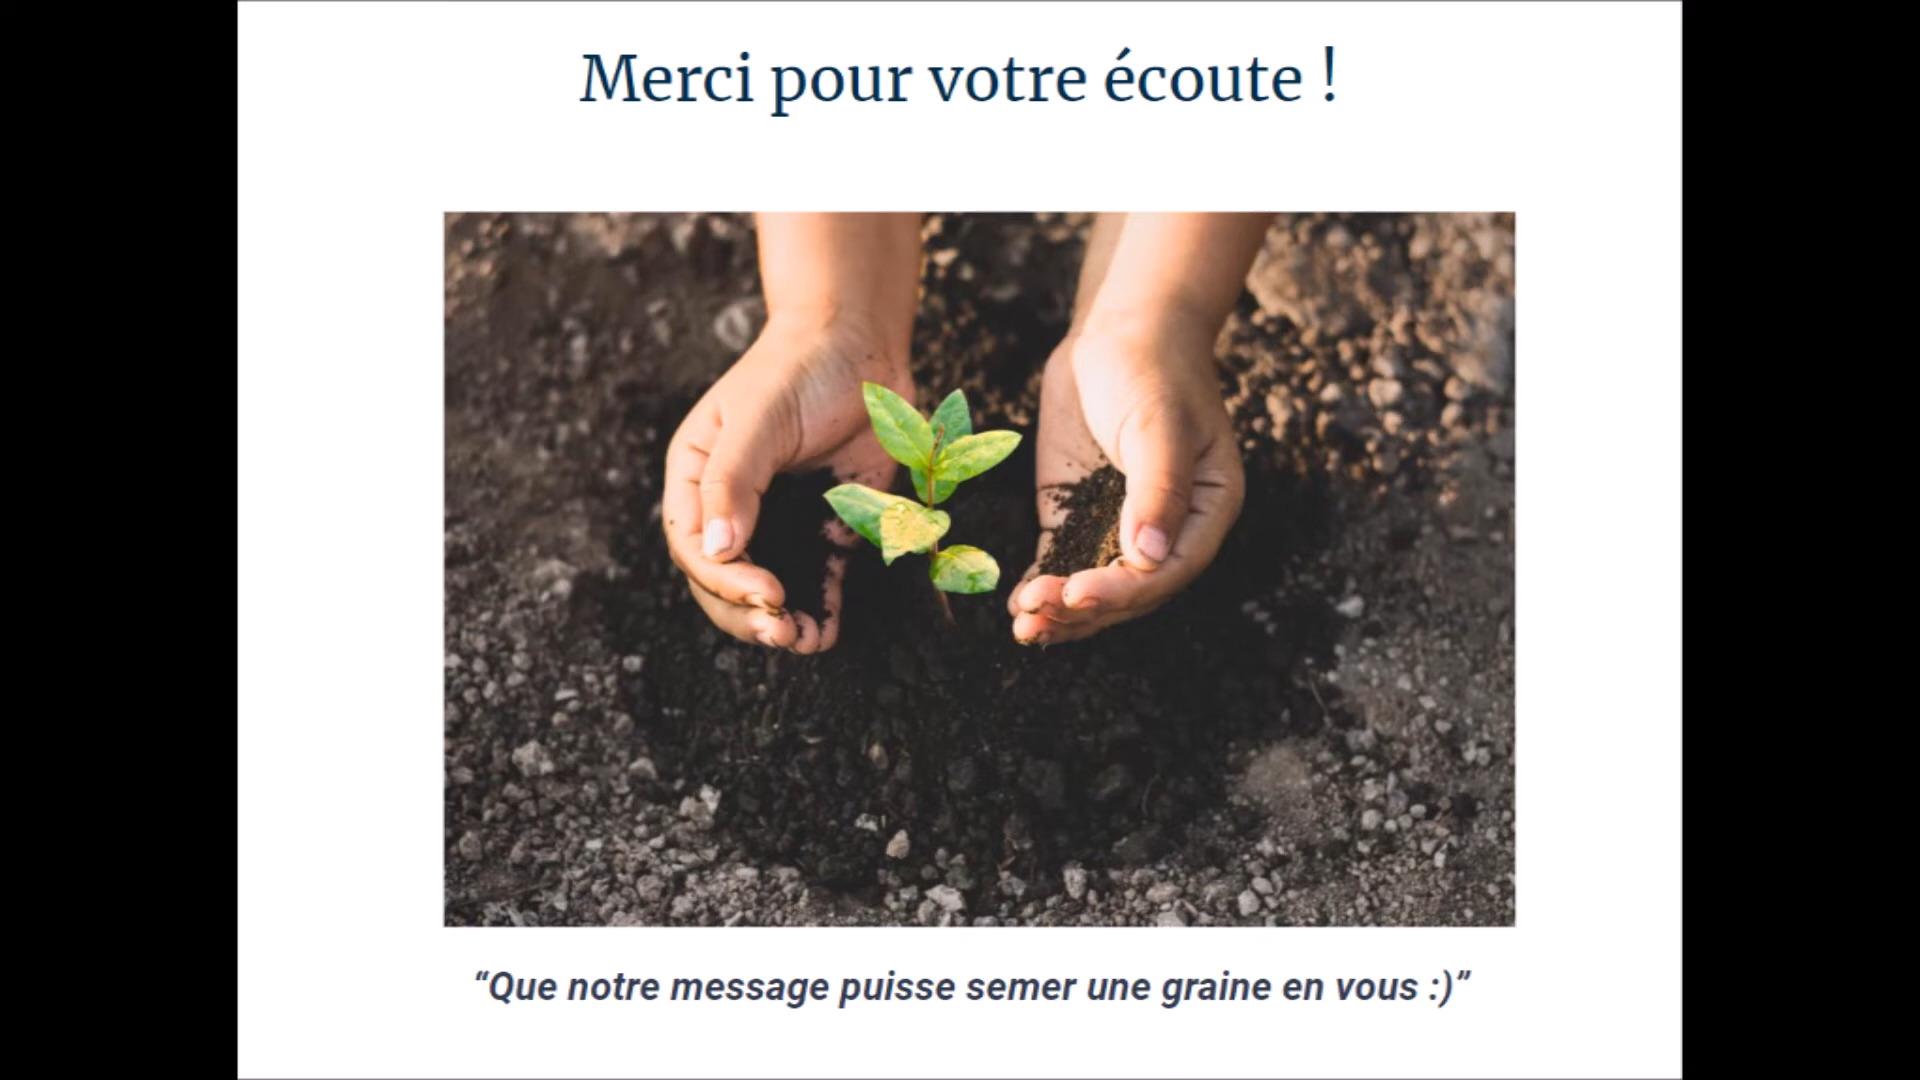 Merci pour votre écoute !
“Que notre message puisse semer une graine en vous :)”